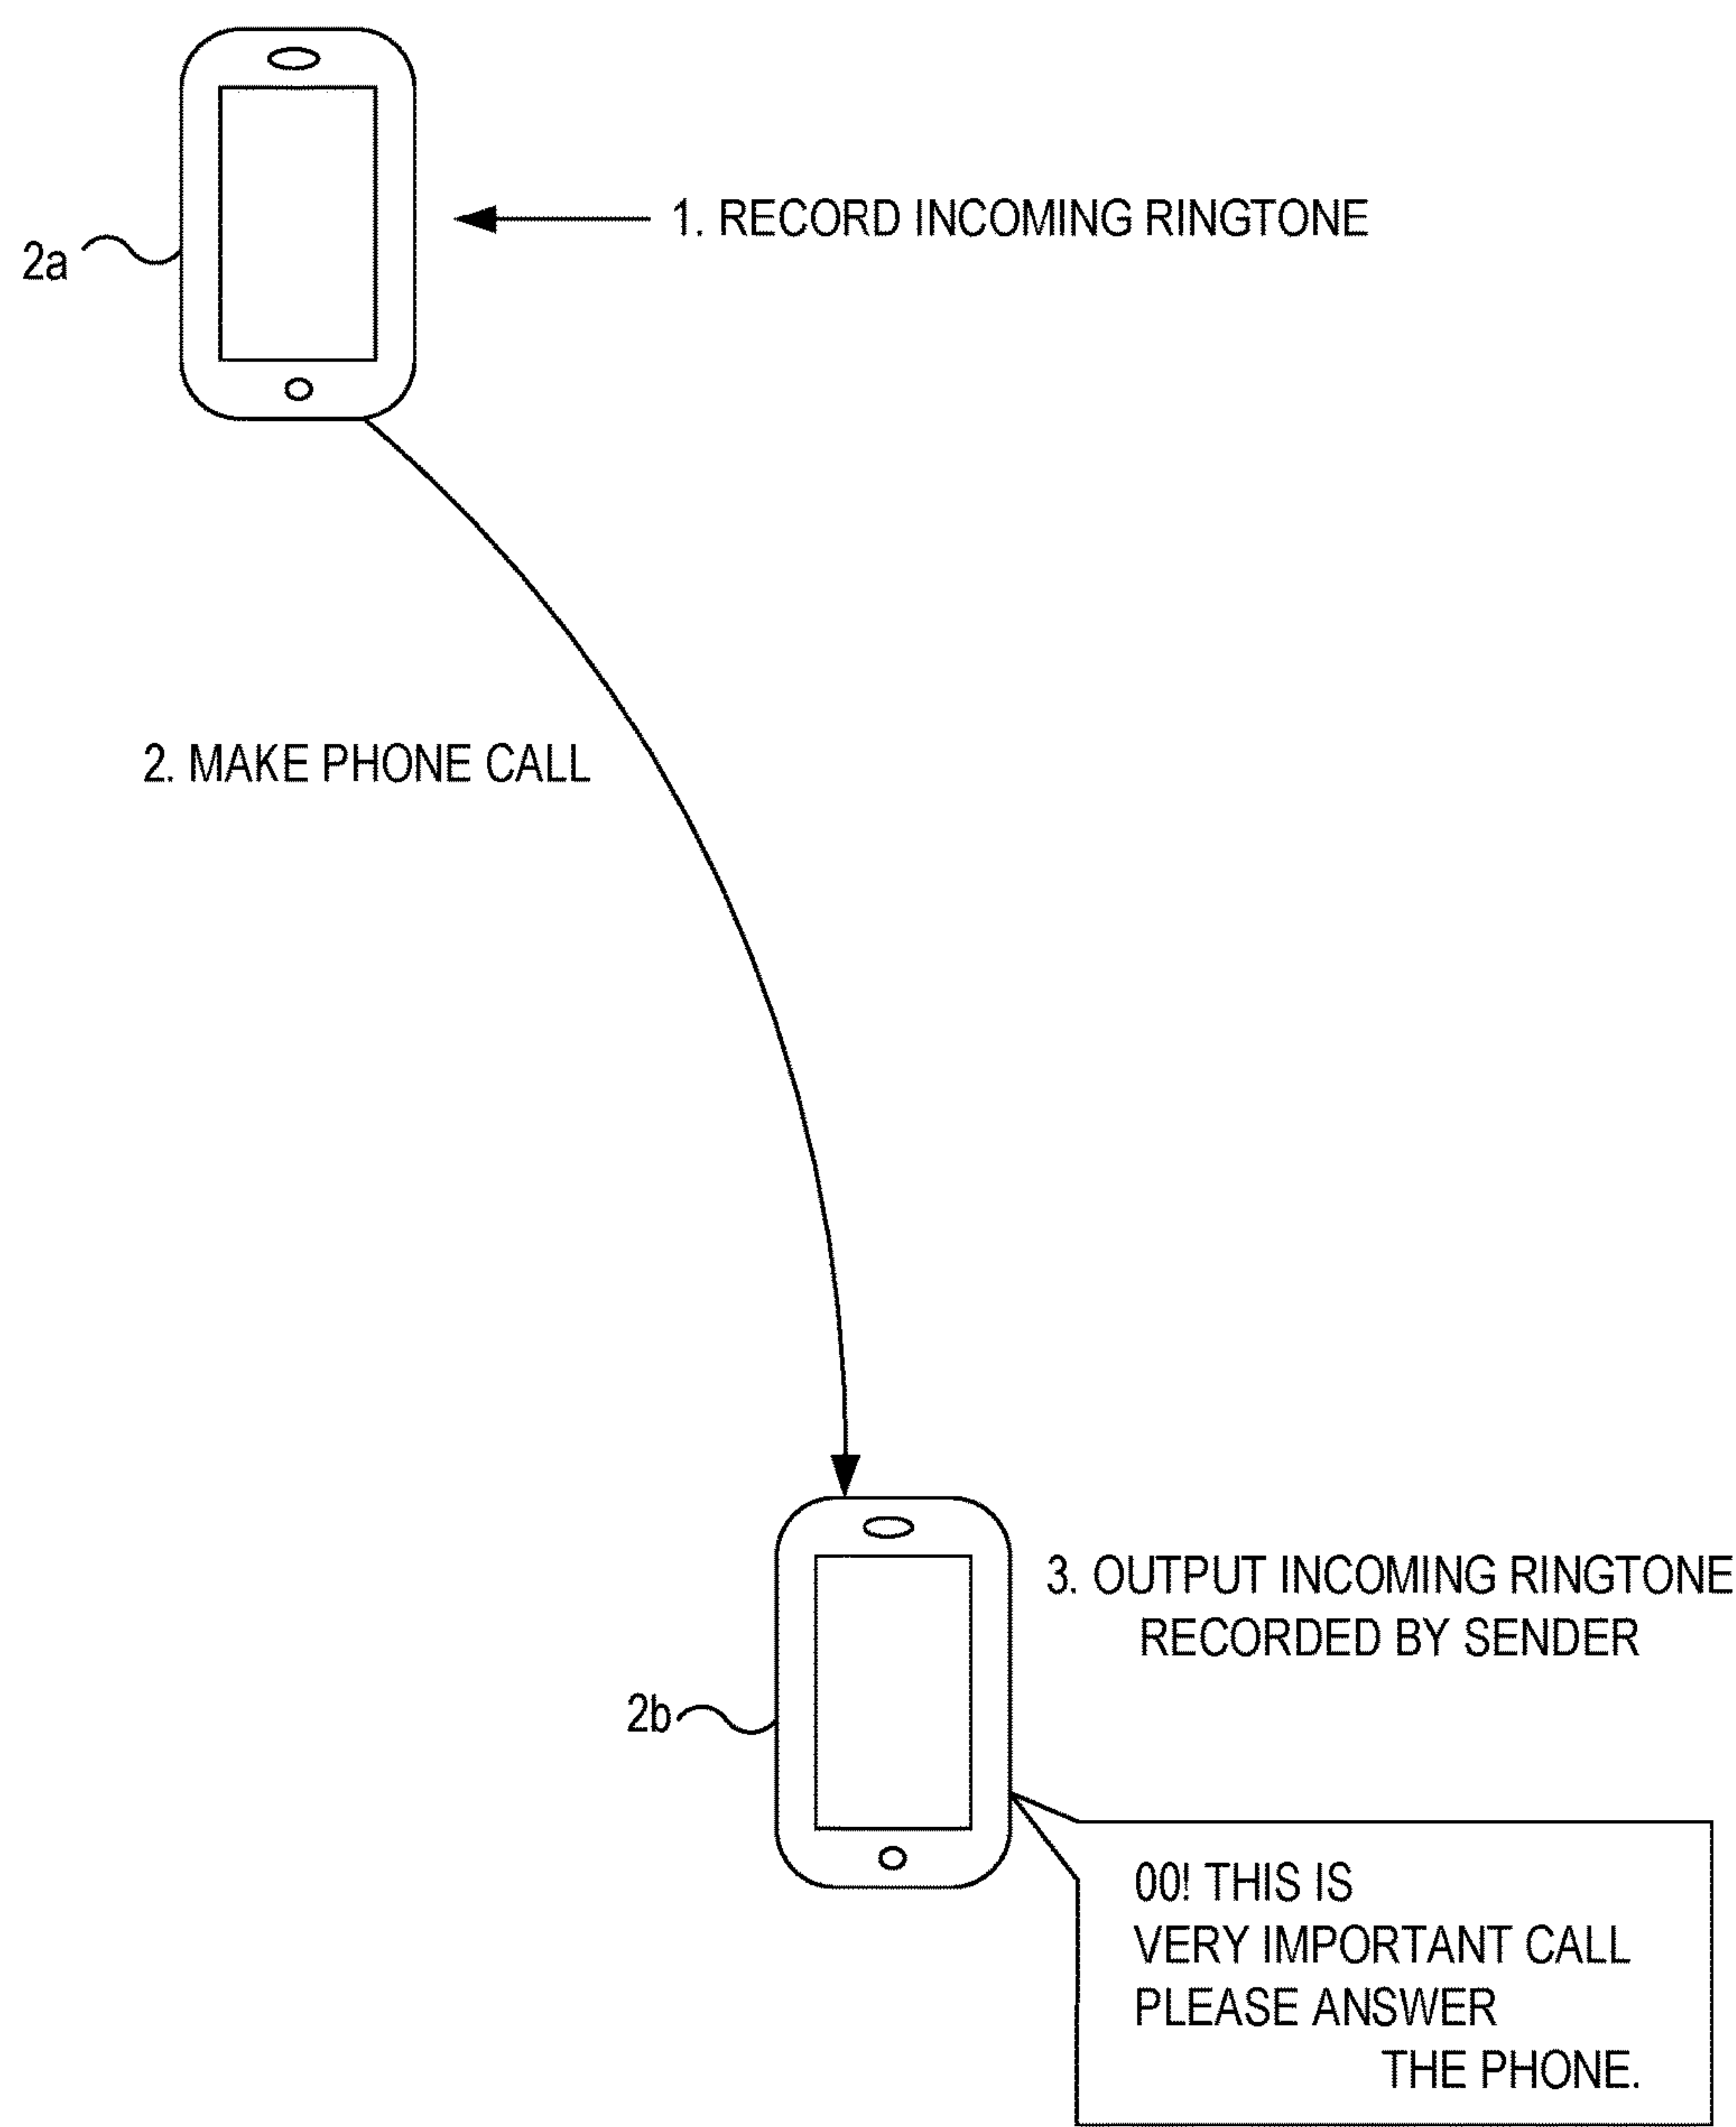 1. RECORD INCOMING RINGTONE
2a
2. MAKE PHONE CALL
3. OUTPUT INCOMING RINGTONE
RECORDED BY SENDER
2b
00! THIS IS
VERY IMPORTANT CALL
PLEASE ANSWER
THE PHONE.